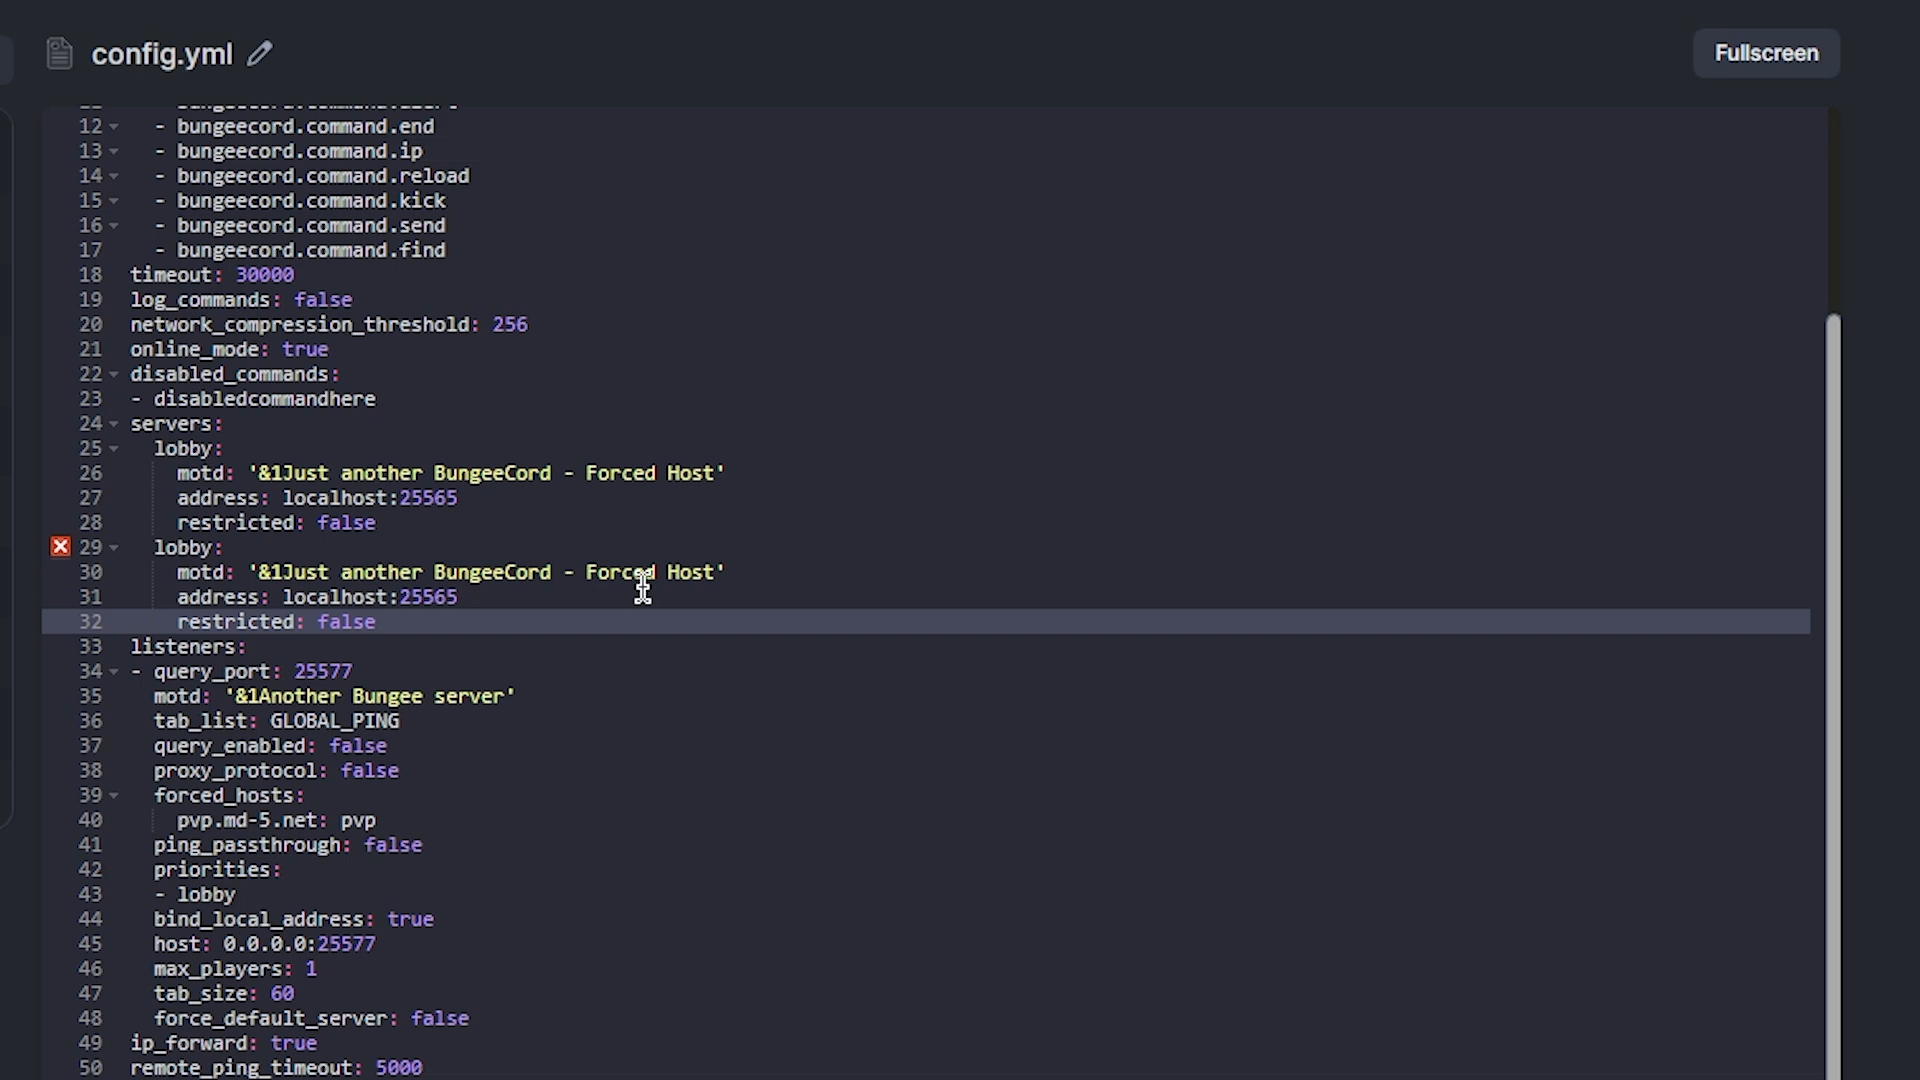 config.yml
Fullscreen
12 - bungeecord.command.end
13 - bungeecord.command.ip
14 - bungeecord.command.reload
15 - bungeecord.command.kick
16 - bungeecord.command.send
17 - bungeecord.command.find
18 timeout: 30000
19 log_commands: false
20 network_compression_threshold: 256
21 online_mode: true
22 disabled_commands:
23 - disabledcommandhere
24 servers:
25 lobby:
26 motd: '&1Just another BungeeCord - Forced Host'
27 address: localhost:25565
28 restricted: false
29 lobby:
30 motd: '&1Just another BungeeCord - Forced Host'
31 address: localhost:25565
32 restricted: false
33 listeners:
34 - query_port: 25577
35 motd: '&1Another Bungee server'
36 tab_list: GLOBAL_PING
37 query_enabled: false
38 proxy_protocol: false
39 forced_hosts:
40 pvp.md-5.net: pvp
41 ping_passthrough: false
42 priorities:
43 - lobby
44 bind_local_address: true
45 host: 0.0.0.0:25577
46 max_players: 1
47 tab_size: 60
48 force_default_server: false
49 ip_forward: true
50 remote_ping_timeout: 5000